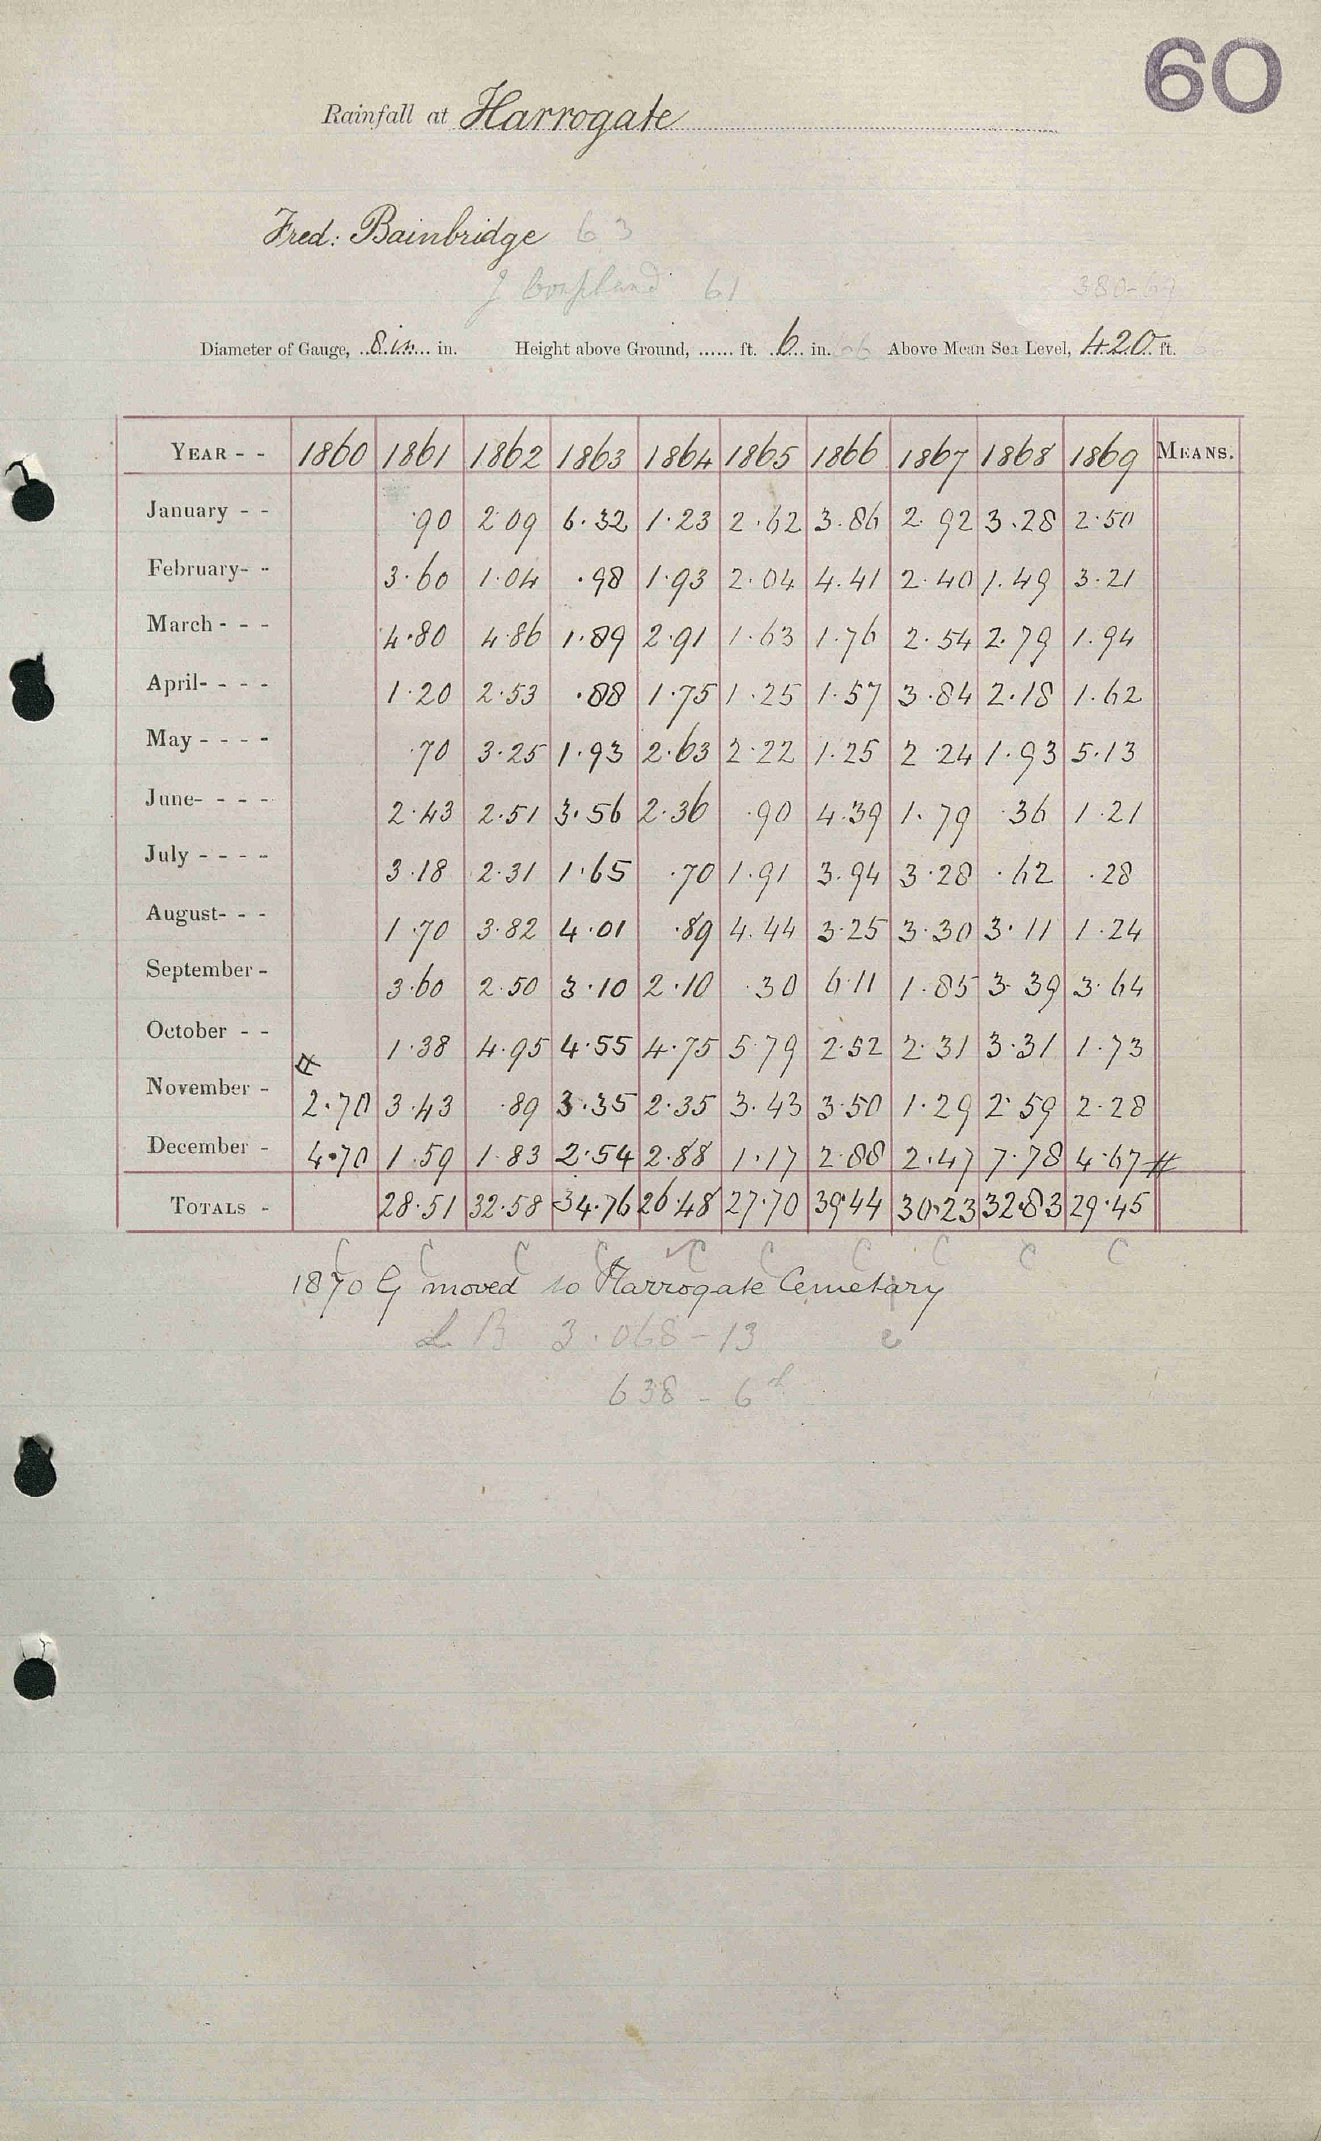 60
Rainfall at Harrogate
Fred: Bainbridge 63
J Coupland 61 380-69
Diameter of Gauge, 8 in in. Height above Ground, ...... ft. 6 in. 66 Above Mean Sea Level, 420 ft.
YEAR - - 1860 1861 1862 1863 1864 1865 1866 1867 1868 1869 MEANS.
January - - ·90 2·09 6·32 1·23 2·62 3·86 2·92 3·28 2·50
February- - 3·60 1·04 ·98 1·93 2·04 4·41 2·40 1·49 3·21
March - - - 4·80 4·86 1·89 2·91 1·63 1·76 2·54 2·79 1·94
April- - - - 1·20 2·53 ·88 1·75 1·25 1·57 3·84 2·18 1·62
May - - - - ·70 3·25 1·93 2·63 2·22 1·25 2·24 1·93 5·13
June- - - - 2·43 2·51 3·56 2·36 ·90 4·39 1·79 ·36 1·21
July - - - - 3·18 2·31 1·65 ·70 1·91 3·94 3·28 ·62 ·28
August- - - 1·70 3·82 4·01 ·89 4·44 3·25 3·30 3·11 1·24
September - 3·60 2·50 3·10 2·10 ·30 6·11 1·85 3·39 3·64
October - - 1·38 4·95 4·55 4·75 5·79 2·52 2·31 3·31 1·73
November - 2·70 3·43 ·89 3·35 2·35 3·43 3·50 1·29 2·59 2·28
December - 4·70 1·59 1·83 2·54 2·88 1·17 2·88 2·47 7·78 4·67 #
TOTALS - 28·51 32·58 34·76 26·48 27·70 39·44 30·23 32·83 29·45
C C C C C C C C C C
1870 G moved to Harrogate Cemetary
L B 3·068-13
638 - 6